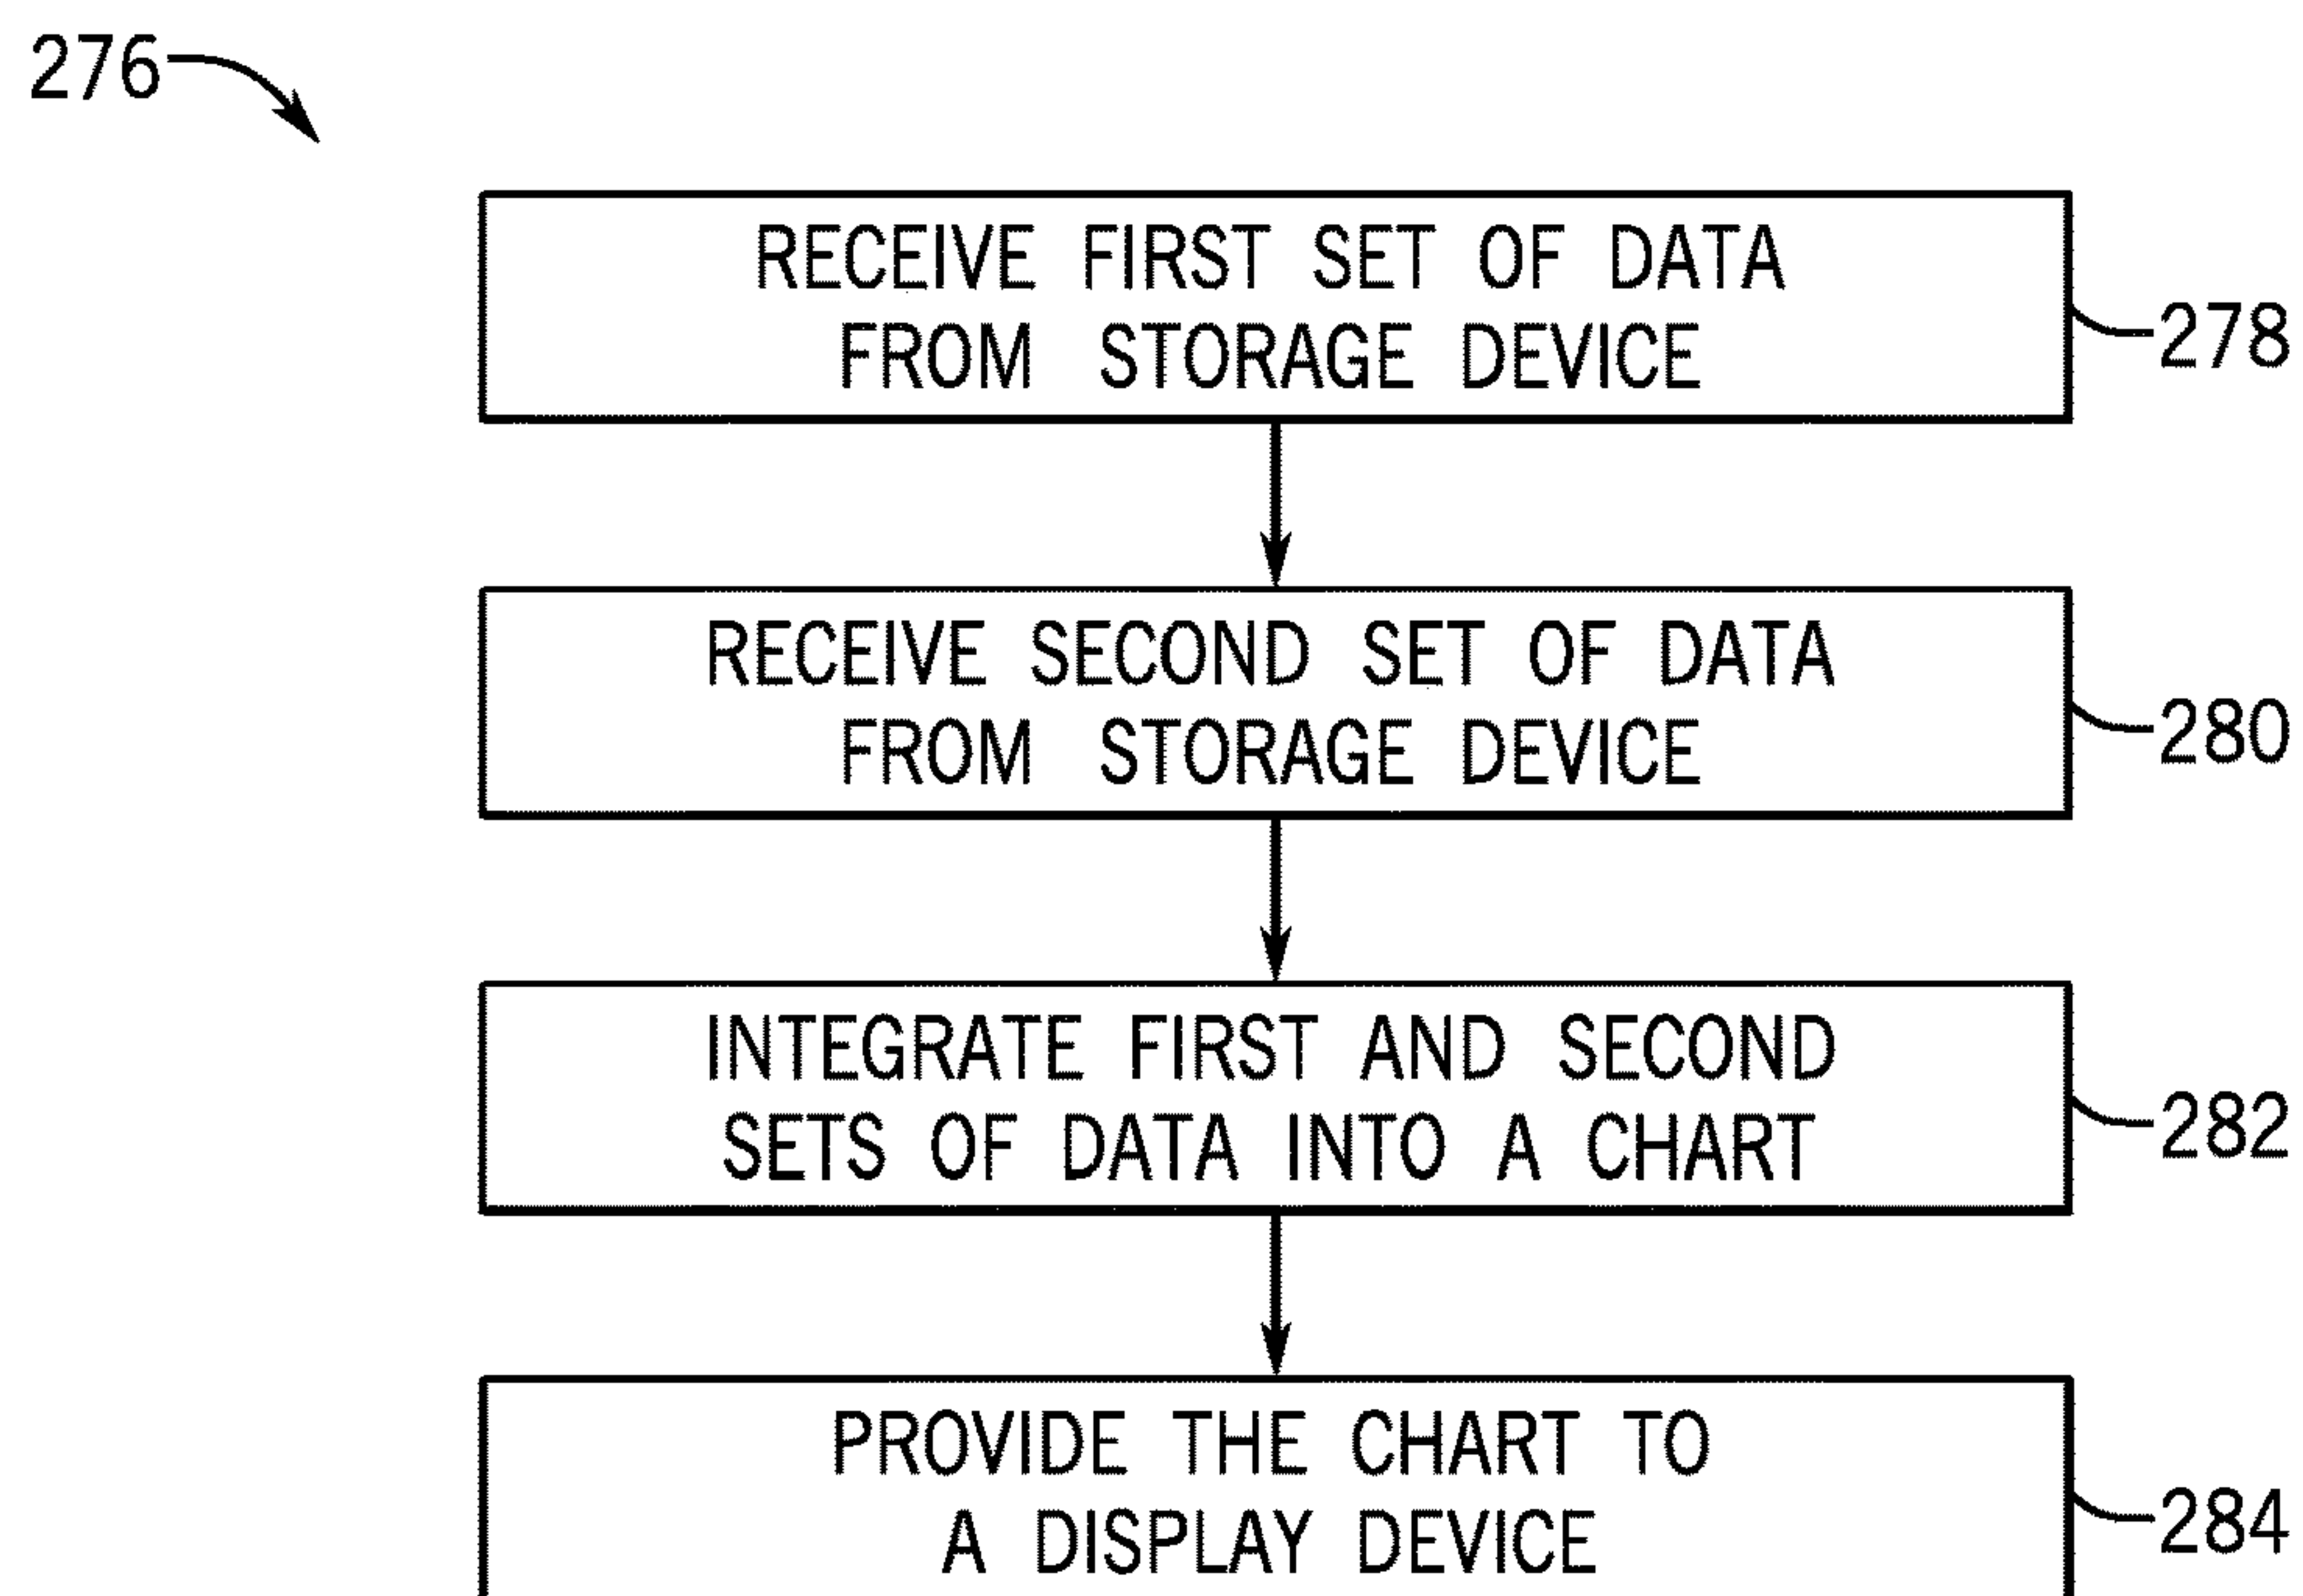 276
RECEIVE FIRST SET OF DATA
FROM STORAGE DEVICE
278
RECEIVE SECOND SET OF DATA
FROM STORAGE DEVICE
280
INTEGRATE FIRST AND SECOND
SETS OF DATA INTO A CHART
282
PROVIDE THE CHART TO
A DISPLAY DEVICE
284